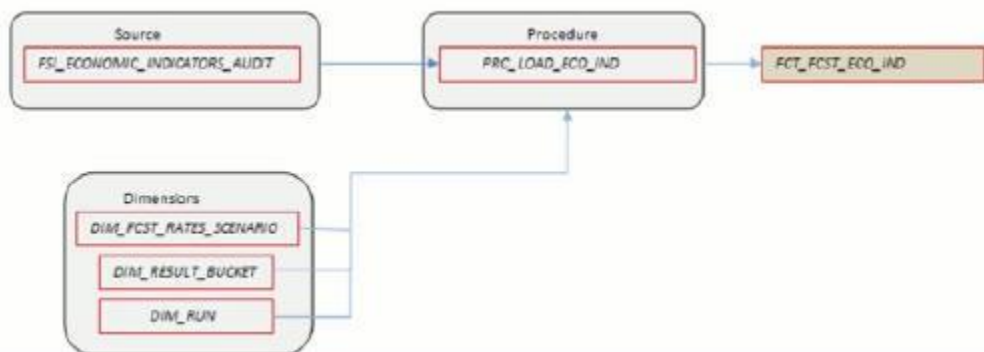 Source
FSI_ECONOMIC_INDICATORS_AUDIT
Procedure
PRC_LOAD_ECO_IND
FCT_FCST_ECO_IND
Dimensions
DIM_FCST_RATES_SCENARIO
DIM_RESULT_BUCKET
DIM_RUN